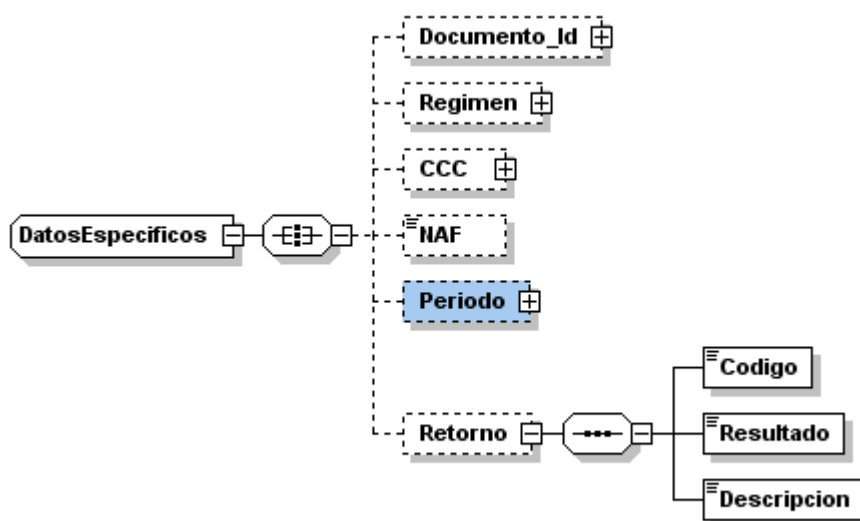 Documento_Id
Regimen
CCC
DatosEspecificos
NAF
Periodo
Codigo
Retorno
Resultado
Descripcion